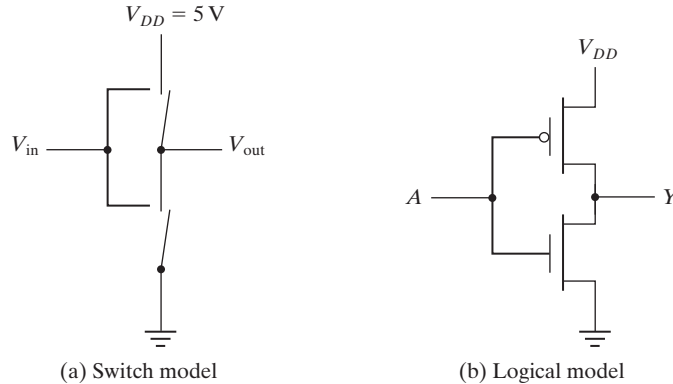 V_DD = 5 V
V_in
V_out
(a) Switch model
V_DD
A
Y
(b) Logical model